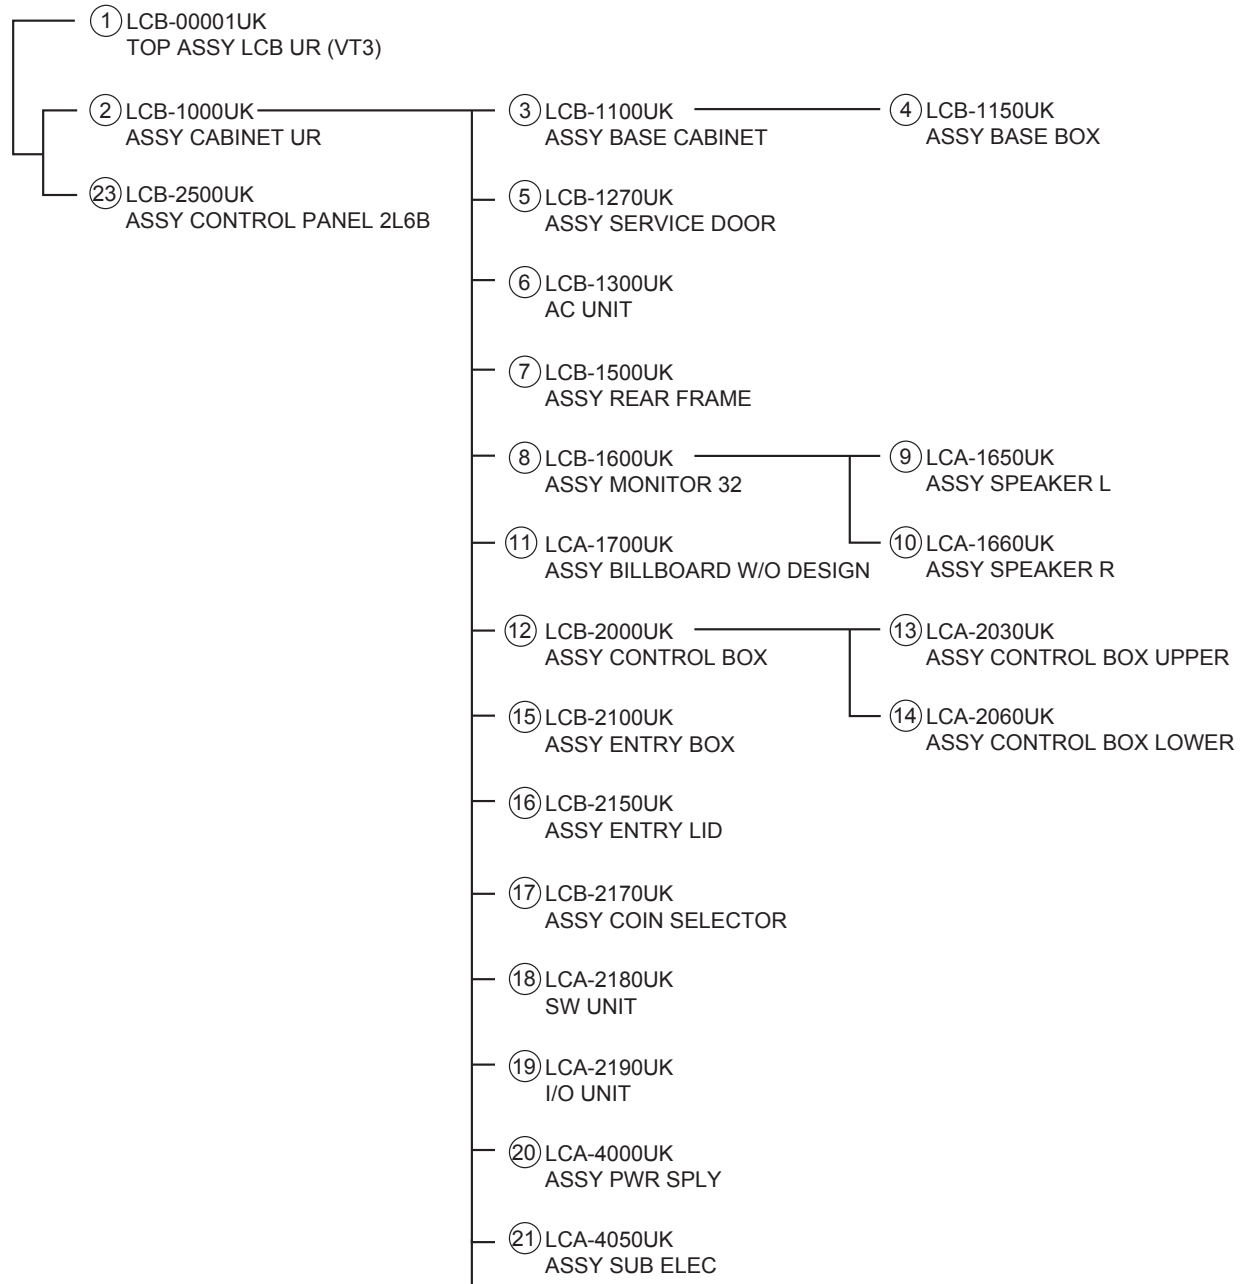 1 LCB-00001UK
TOP ASSY LCB UR (VT3)
2 LCB-1000UK
ASSY CABINET UR
3 LCB-1100UK
ASSY BASE CABINET
4 LCB-1150UK
ASSY BASE BOX
5 LCB-1270UK
ASSY SERVICE DOOR
6 LCB-1300UK
AC UNIT
7 LCB-1500UK
ASSY REAR FRAME
8 LCB-1600UK
ASSY MONITOR 32
9 LCA-1650UK
ASSY SPEAKER L
10 LCA-1660UK
ASSY SPEAKER R
11 LCA-1700UK
ASSY BILLBOARD W/O DESIGN
12 LCB-2000UK
ASSY CONTROL BOX
13 LCA-2030UK
ASSY CONTROL BOX UPPER
14 LCA-2060UK
ASSY CONTROL BOX LOWER
15 LCB-2100UK
ASSY ENTRY BOX
16 LCB-2150UK
ASSY ENTRY LID
17 LCB-2170UK
ASSY COIN SELECTOR
18 LCA-2180UK
SW UNIT
19 LCA-2190UK
I/O UNIT
20 LCA-4000UK
ASSY PWR SPLY
21 LCA-4050UK
ASSY SUB ELEC
23 LCB-2500UK
ASSY CONTROL PANEL 2L6B